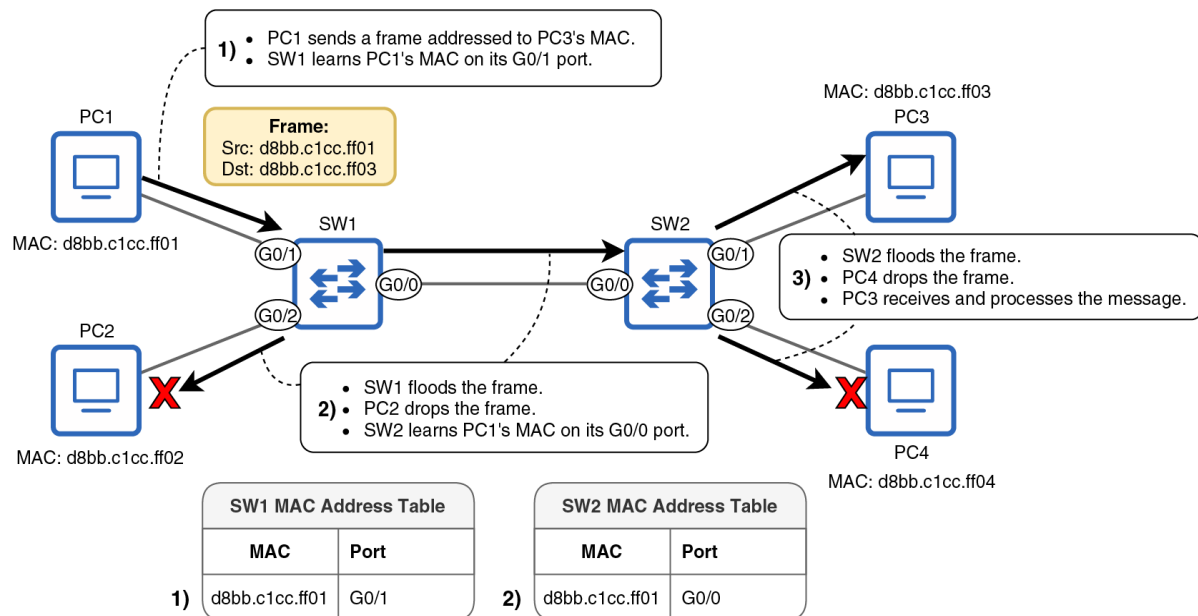 1)
• PC1 sends a frame addressed to PC3's MAC.
• SW1 learns PC1's MAC on its G0/1 port.
MAC: d8bb.c1cc.ff03
PC1
PC3
Frame:
Src: d8bb.c1cc.ff01
Dst: d8bb.c1cc.ff03
MAC: d8bb.c1cc.ff01
SW1
SW2
G0/1
G0/0
G0/2
G0/1
G0/0
G0/2
3)
• SW2 floods the frame.
• PC4 drops the frame.
• PC3 receives and processes the message.
PC2
X
MAC: d8bb.c1cc.ff02
2)
• SW1 floods the frame.
• PC2 drops the frame.
• SW2 learns PC1's MAC on its G0/0 port.
X
PC4
MAC: d8bb.c1cc.ff04
SW1 MAC Address Table
MAC Port
1) d8bb.c1cc.ff01 G0/1
SW2 MAC Address Table
MAC Port
2) d8bb.c1cc.ff01 G0/0